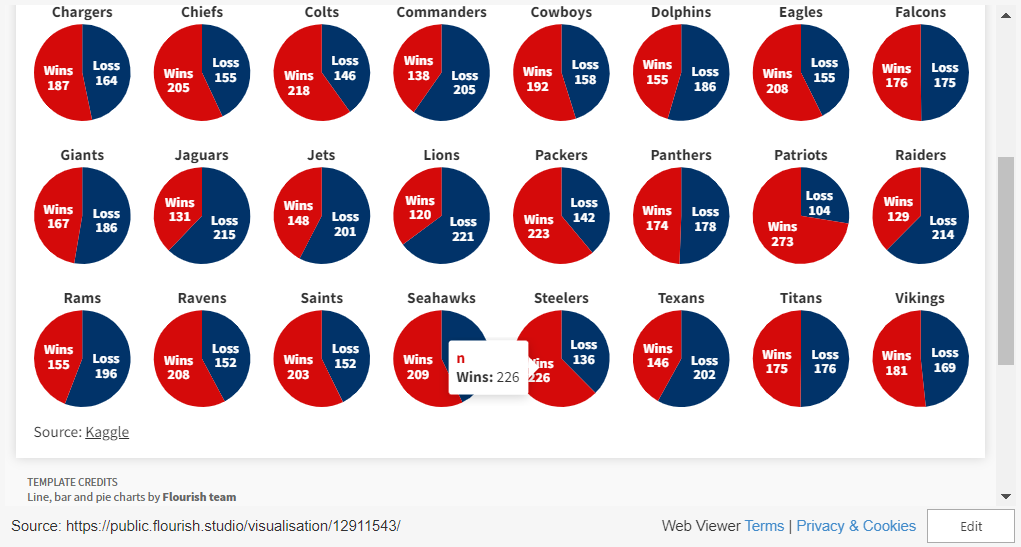 Chargers Chiefs Colts Commanders Cowboys Dolphins Eagles Falcons
Wins 187 Loss 164
Wins 205 Loss 155
Wins 218 Loss 146
Wins 138 Loss 205
Wins 192 Loss 158
Wins 155 Loss 186
Wins 208 Loss 155
Wins 176 Loss 175
Giants Jaguars Jets Lions Packers Panthers Patriots Raiders
Wins 167 Loss 186
Wins 131 Loss 215
Wins 148 Loss 201
Wins 120 Loss 221
Wins 223 Loss 142
Wins 174 Loss 178
Wins 273 Loss 104
Wins 129 Loss 214
Rams Ravens Saints Seahawks Steelers Texans Titans Vikings
Wins 155 Loss 196
Wins 208 Loss 152
Wins 203 Loss 152
Wins 209
n
Wins: 226
226 Loss 136
Wins 146 Loss 202
Wins 175 Loss 176
Wins 181 Loss 169
Source: Kaggle
TEMPLATE CREDITS
Line, bar and pie charts by Flourish team
Source: https://public.flourish.studio/visualisation/12911543/
Web Viewer Terms | Privacy & Cookies
Edit